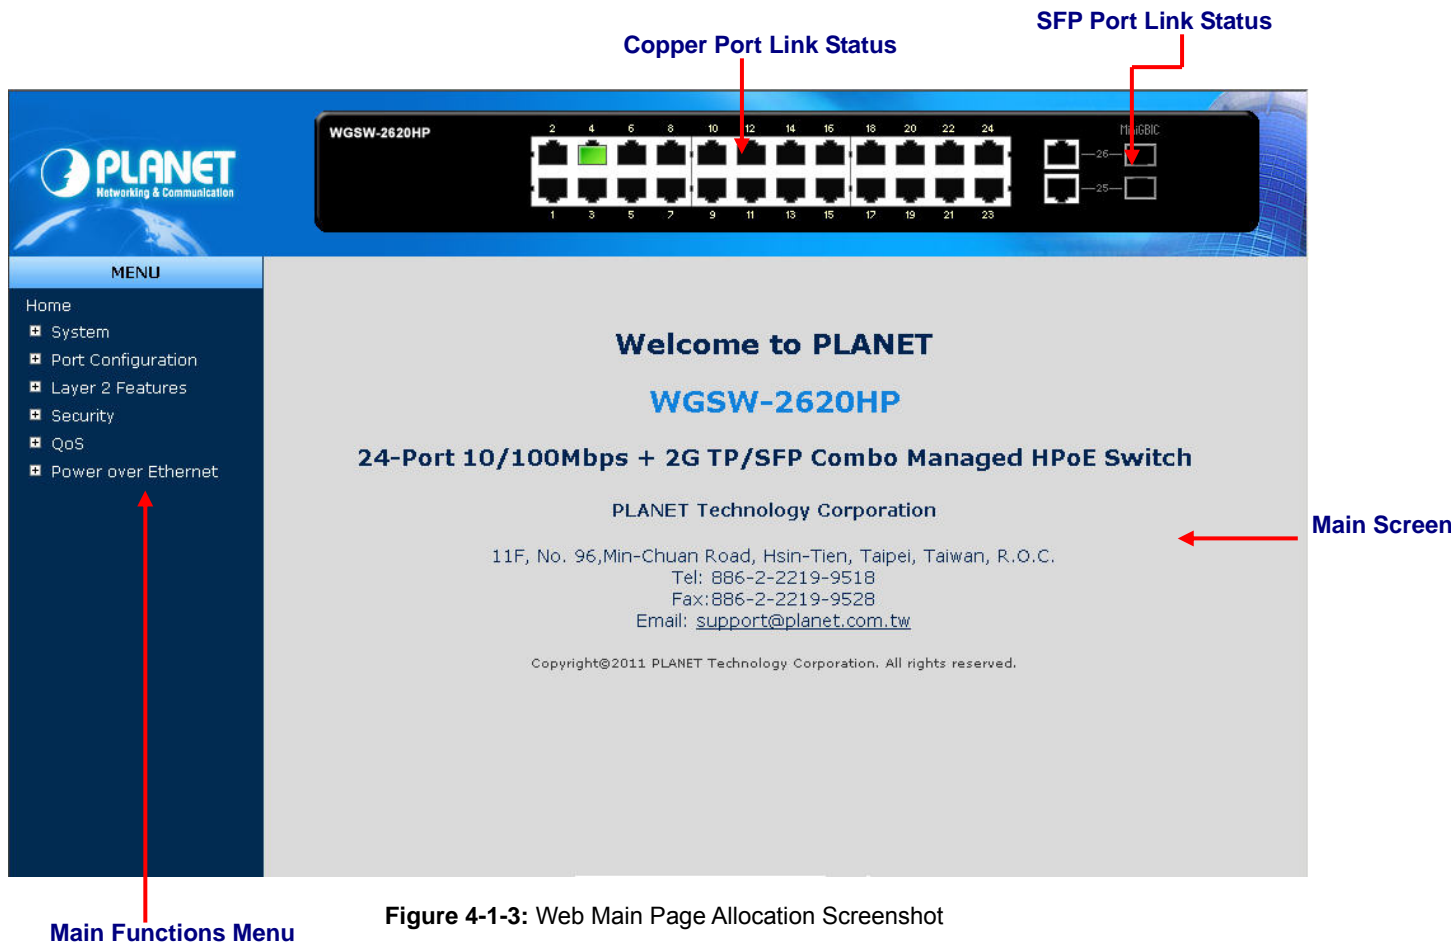 SFP Port Link Status
Copper Port Link Status
PLANET
Networking & Communication
WGSW-2620HP
2 4 6 8 10 12 14 16 18 20 22 24
MiniGBIC
26
25
1 3 5 7 9 11 13 15 17 19 21 23
MENU
Home
System
Port Configuration
Layer 2 Features
Security
QoS
Power over Ethernet
Welcome to PLANET
WGSW-2620HP
24-Port 10/100Mbps + 2G TP/SFP Combo Managed HPoE Switch
PLANET Technology Corporation
11F, No. 96,Min-Chuan Road, Hsin-Tien, Taipei, Taiwan, R.O.C.
Tel: 886-2-2219-9518
Fax:886-2-2219-9528
Email: support@planet.com.tw
Copyright©2011 PLANET Technology Corporation. All rights reserved.
Main Screen
Figure 4-1-3: Web Main Page Allocation Screenshot
Main Functions Menu